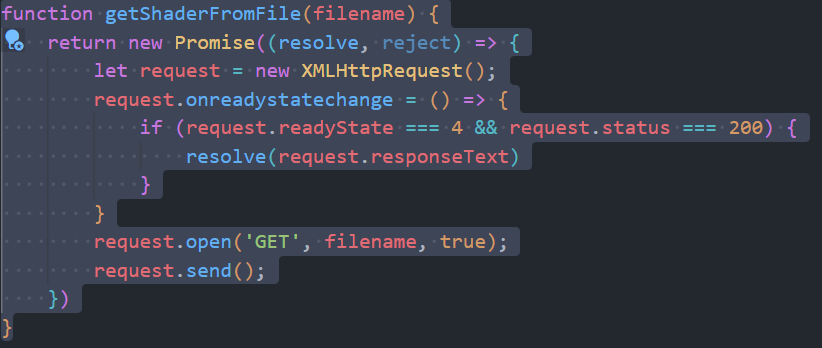 function getShaderFromFile(filename) {
    return new Promise((resolve, reject) => {
        let request = new XMLHttpRequest();
        request.onreadystatechange = () => {
            if (request.readyState === 4 && request.status === 200) {
                resolve(request.responseText)
            }
        }
        request.open('GET', filename, true);
        request.send();
    })
}